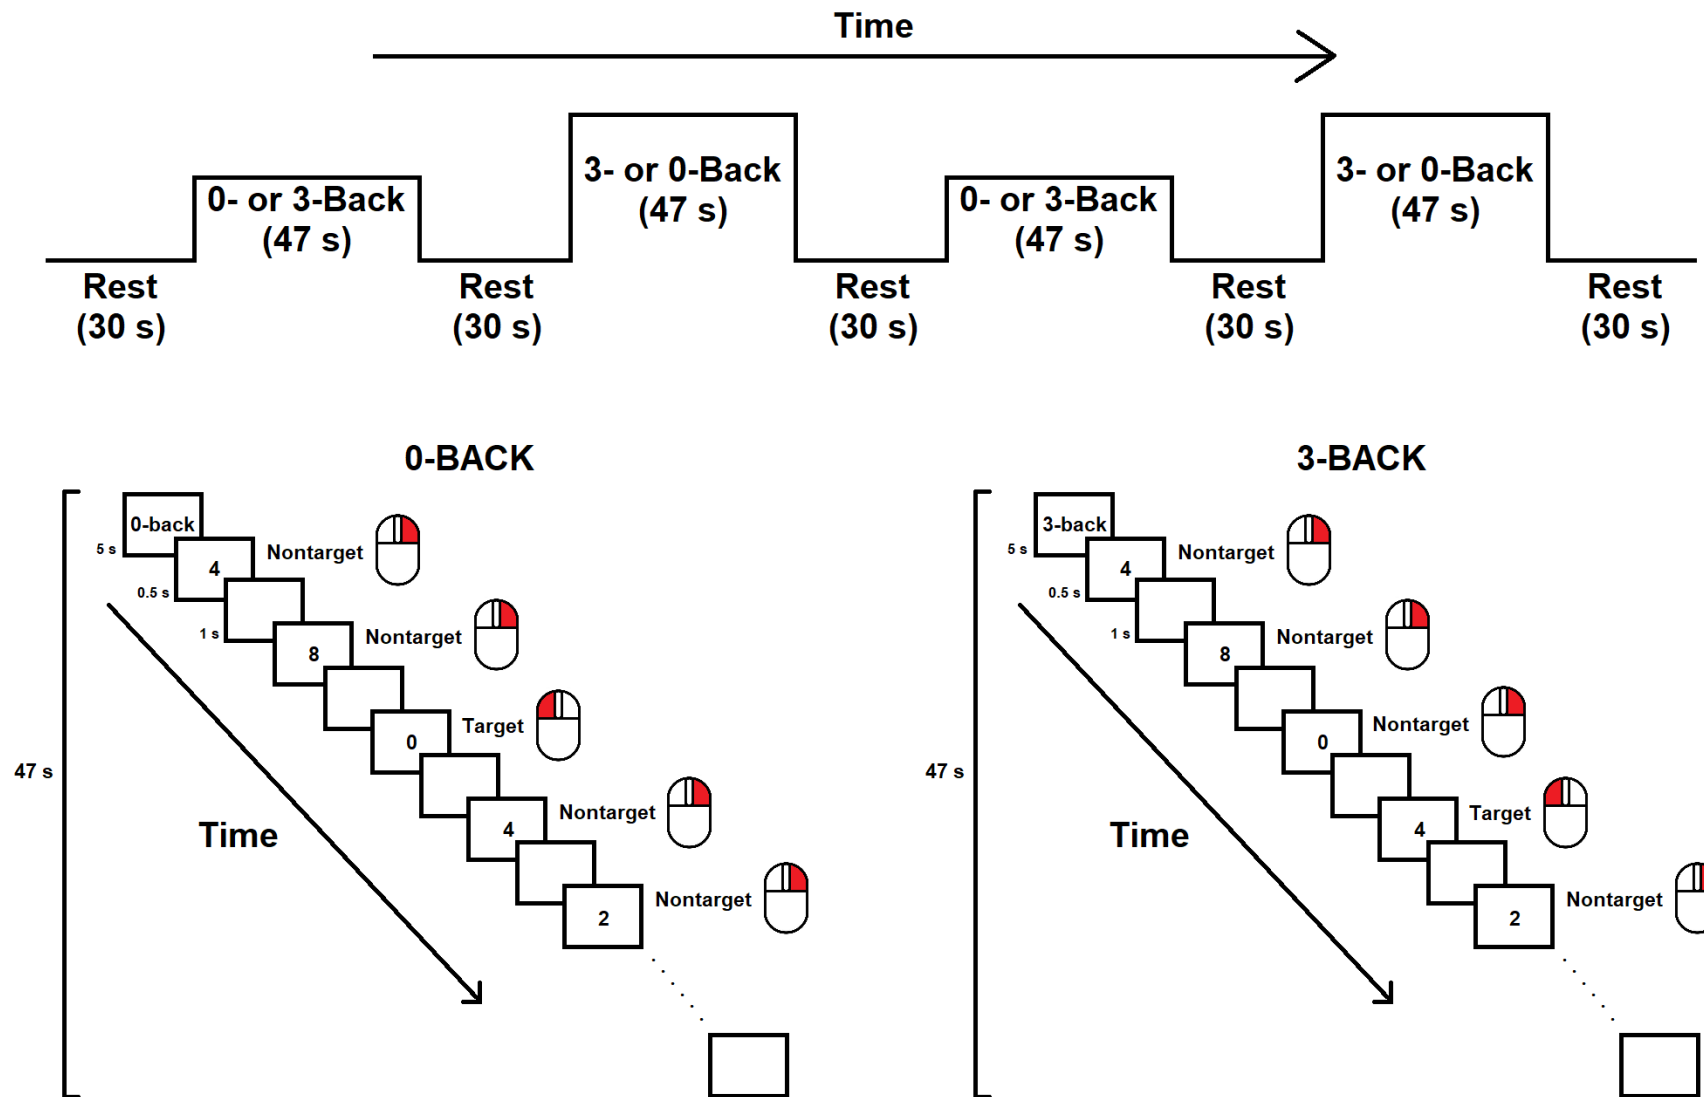 Time
3- or 0-Back
(47 s)
3- or 0-Back
(47 s)
0- or 3-Back
(47 s)
0- or 3-Back
(47 s)
Rest
(30 s)
Rest
(30 s)
Rest
(30 s)
Rest
(30 s)
Rest
(30 s)
0-BACK
0-back
5 s
4
Nontarget
0.5 s
1 s
8
Nontarget
0
Target
47 s
4
Nontarget
Time
2
Nontarget
3-BACK
3-back
5 s
4
Nontarget
0.5 s
1 s
8
Nontarget
0
Nontarget
47 s
4
Target
Time
2
Nontarget